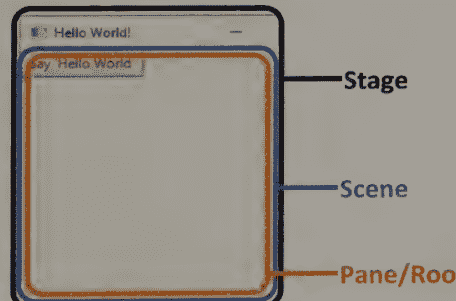 Hello World!
ay 'Hello World'
Stage
Scene
Pane/Roo